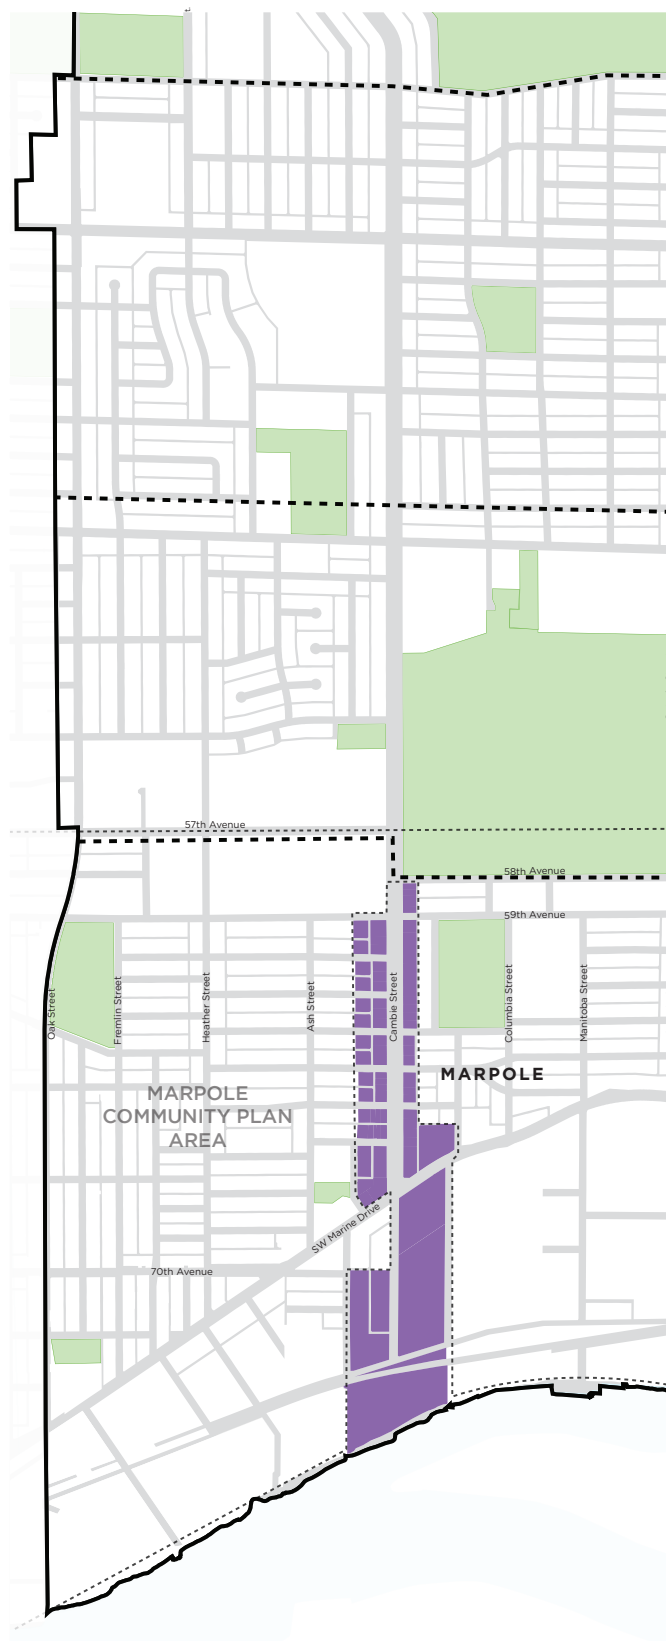 57th Avenue
58th Avenue
59th Avenue
Oak Street
Fremlin Street
Heather Street
Ash Street
Cambie Street
Columbia Street
Manitoba Street
MARPOLE
MARPOLE
COMMUNITY PLAN
AREA
SW Marine Drive
70th Avenue